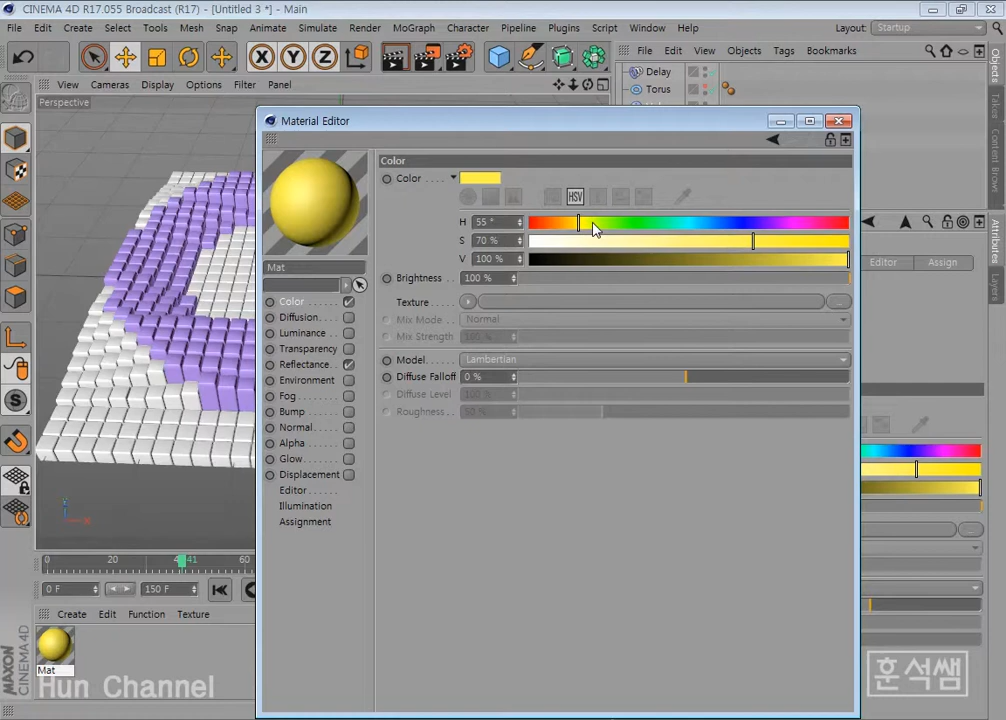 CINEMA 4D R17.055 Broadcast (R17) - [Untitled 3 *] - Main
File Edit Create Select Tools Mesh Snap Animate Simulate Render MoGraph Character Pipeline Plugins Script Window Layout: Startup
X Y Z
File Edit View Objects Tags Bookmarks
View Cameras Display Options Filter Panel
Delay
Torus
Perspective
Objects
Takes
Content Browser
Attributes
Layers
Material Editor
Color
Color
HSV
H 55 °
S 70 %
V 100 %
Editor Assign
Mat
Brightness 100 %
Color
Texture
...
Diffusion
Mix Mode Normal
Luminance
Mix Strength 100 %
Transparency
Model Lambertian
Reflectance
Diffuse Falloff 0 %
Environment
Diffuse Level 100 %
Fog
Bump
Roughness 50 %
Normal
Alpha
Glow
Displacement
Editor
Illumination
Assignment
S
0 20 41 60
0 F 150 F
Create Edit Function Texture
Mat
MAXON
CINEMA 4D
Hun Channel
훈석쌤